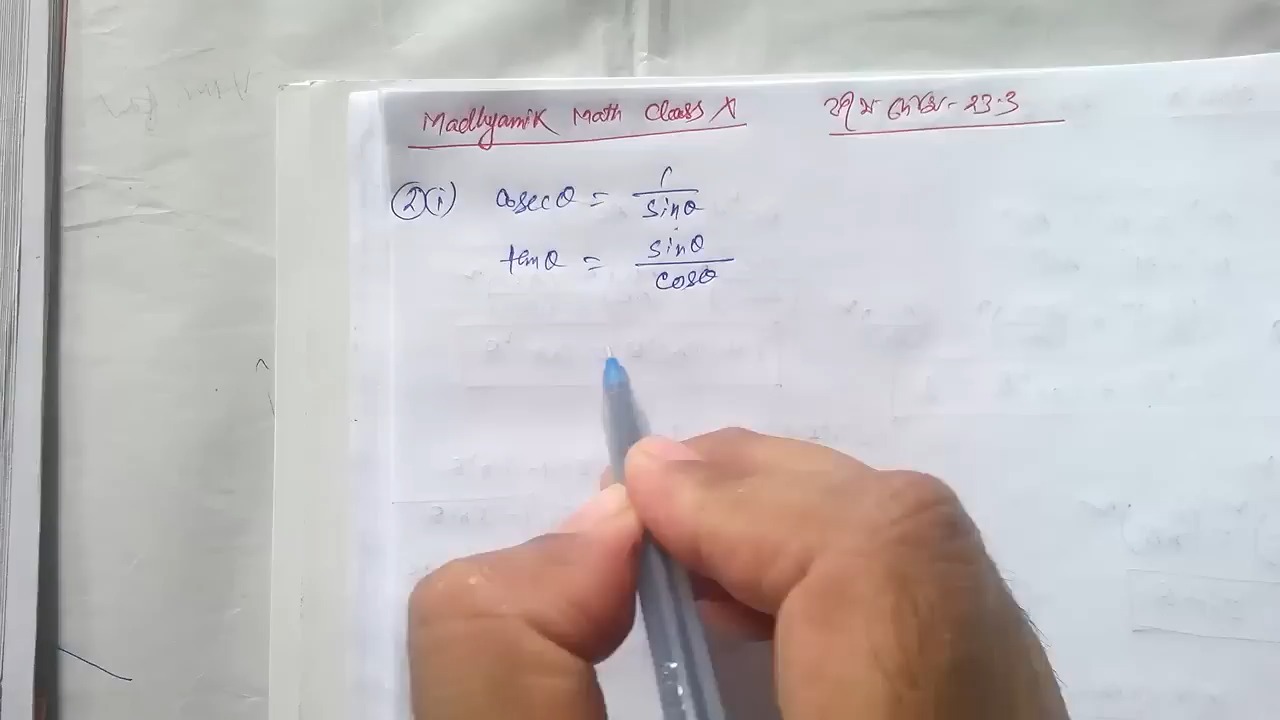 Madhyamik Math Class X কষে দেখি - 23.3
②(i) cosecθ = 1/sinθ
tanθ = sinθ/cosθ